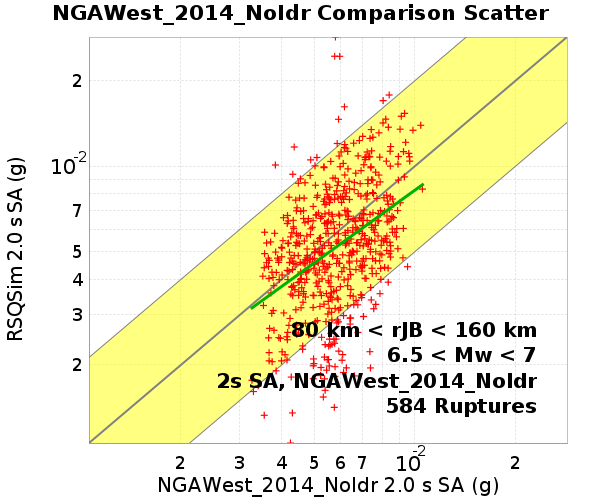 NGAWest_2014_NoIdr Comparison Scatter
RSQSim 2.0 s SA (g)
2
10-2
7
5
4
3
2
80 km < rJB < 160 km
6.5 < Mw < 7
2s SA, NGAWest_2014_NoIdr
584 Ruptures
2 3 4 5 6 7 10-2 2
NGAWest_2014_NoIdr 2.0 s SA (g)